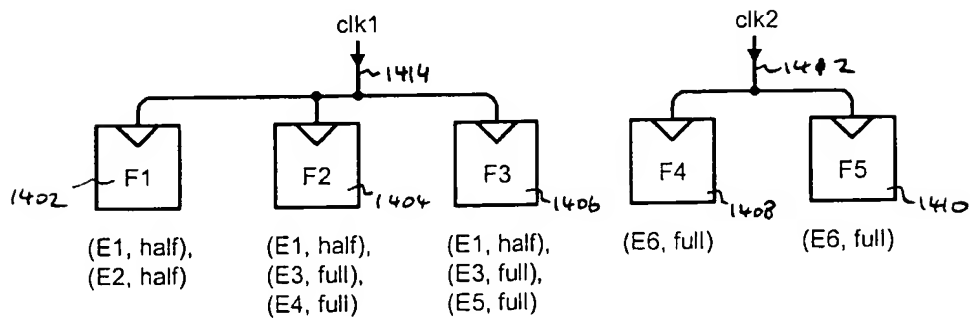 clk1
clk2
1414
1412
F1
F2
F3
F4
F5
1402
1404
1406
1408
1410
(E1, half),
(E2, half)
(E1, half),
(E3, full),
(E4, full)
(E1, half),
(E3, full),
(E5, full)
(E6, full)
(E6, full)